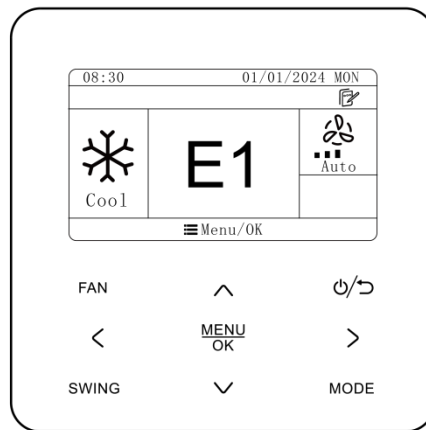 08:30 01/01/2024 MON
E1
Cool
Auto
Menu/OK
FAN
MENU
OK
SWING
MODE